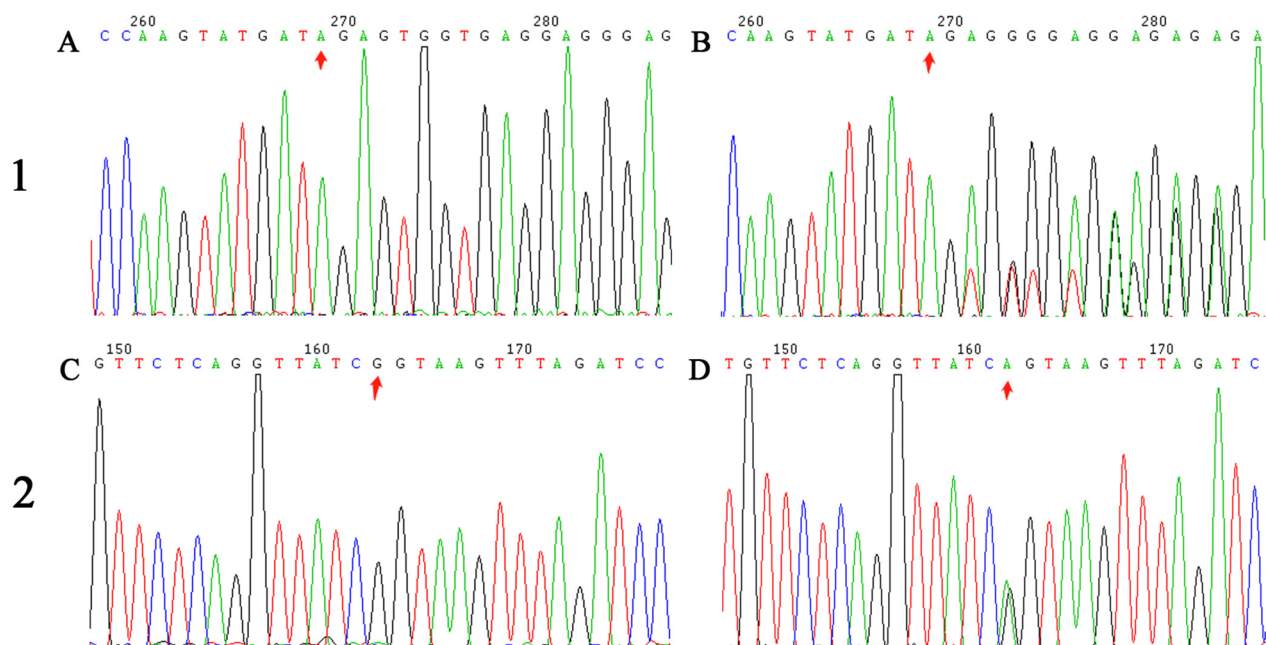 260 270 280
A C C A A G T A T G A T A G A G T G G T G A G G A G G G A G
260 270 280
B C A A G T A T G A T A G A G G G G A G G A G A G A G A
1
150 160 170
C G T T C T C A G G T T A T C G G T A A G T T T A G A T C C
150 160 170
D T G T T C T C A G G T T A T C A G T A A G T T T A G A T C
2